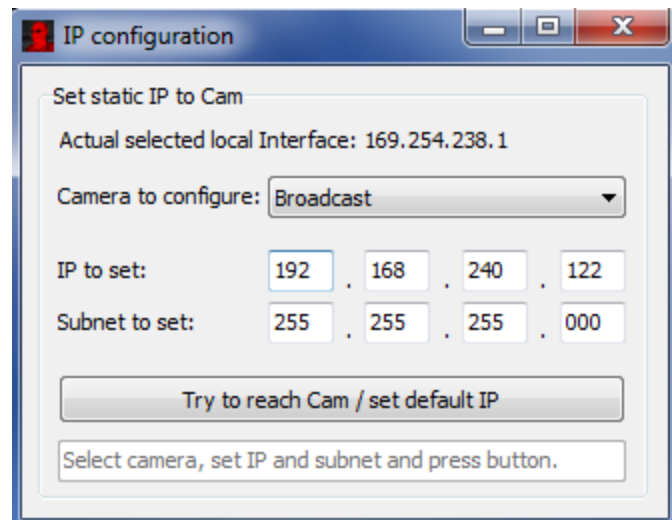 IP configuration
Set static IP to Cam
Actual selected local Interface: 169.254.238.1
Camera to configure: Broadcast
IP to set: 192 . 168 . 240 . 122
Subnet to set: 255 . 255 . 255 . 000
Try to reach Cam / set default IP
Select camera, set IP and subnet and press button.